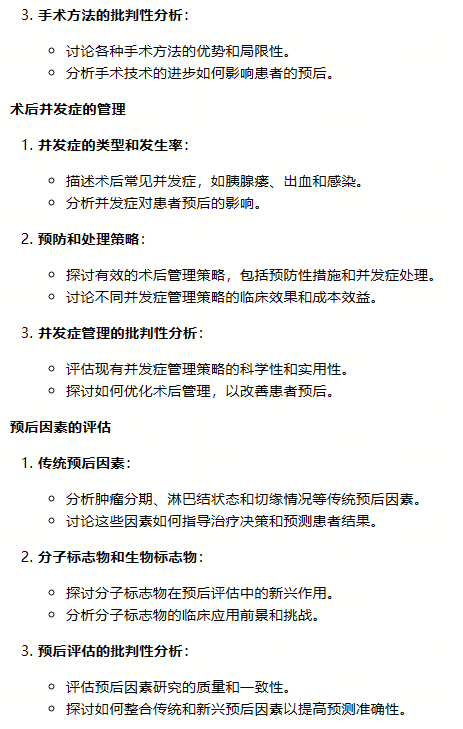 3. 手术方法的批判性分析：
○ 讨论各种手术方法的优势和局限性。
○ 分析手术技术的进步如何影响患者的预后。
术后并发症的管理
1. 并发症的类型和发生率：
○ 描述术后常见并发症，如胰腺瘘、出血和感染。
○ 分析并发症对患者预后的影响。
2. 预防和处理策略：
○ 探讨有效的术后管理策略，包括预防性措施和并发症处理。
○ 讨论不同并发症管理策略的临床效果和成本效益。
3. 并发症管理的批判性分析：
○ 评估现有并发症管理策略的科学性和实用性。
○ 探讨如何优化术后管理，以改善患者预后。
预后因素的评估
1. 传统预后因素：
○ 分析肿瘤分期、淋巴结状态和切缘情况等传统预后因素。
○ 讨论这些因素如何指导治疗决策和预测患者结果。
2. 分子标志物和生物标志物：
○ 探讨分子标志物在预后评估中的新兴作用。
○ 分析分子标志物的临床应用前景和挑战。
3. 预后评估的批判性分析：
○ 评估预后因素研究的质量和一致性。
○ 探讨如何整合传统和新兴预后因素以提高预测准确性。